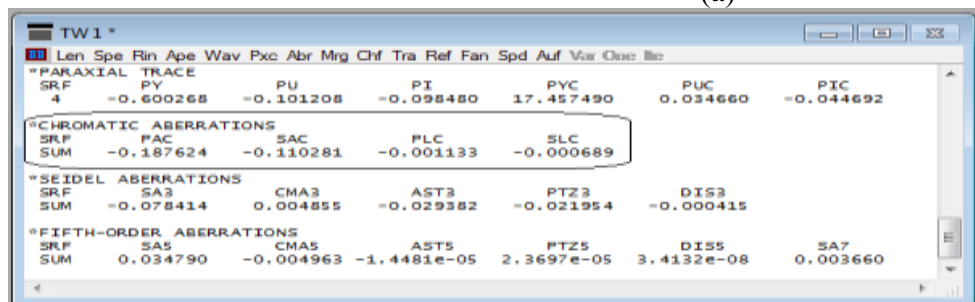 (a)
TW 1 *
Len Spe Rin Ape Wav Pxc Abr Mrg Chf Tra Ref Fan Spd Auf Var Ope
*PARAXIAL TRACE
SRF PY PU PI PYC PUC PIC
4 -0.600268 -0.101208 -0.098480 17.457490 0.034660 -0.044692
*CHROMATIC ABERRATIONS
SRF PAC SAC PLC SLC
SUM -0.187624 -0.110281 -0.001133 -0.000689
*SEIDEL ABERRATIONS
SRF SA3 CMA3 AST3 PTZ3 DIS3
SUM -0.078414 0.004855 -0.029382 -0.021954 -0.000415
*FIFTH-ORDER ABERRATIONS
SRF SA5 CMA5 AST5 PTZ5 DIS5 SA7
SUM 0.034790 -0.004963 -1.4481e-05 2.3697e-05 3.4132e-08 0.003660